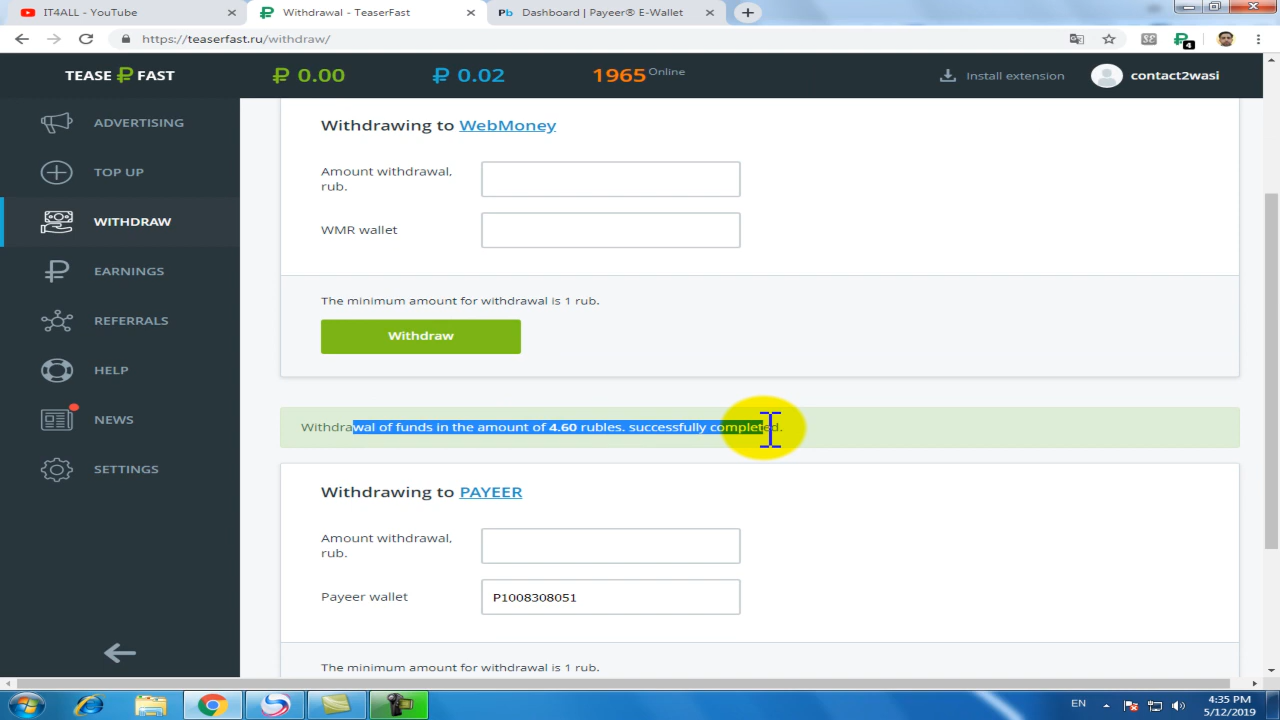 IT4ALL - YouTube
Withdrawal - TeaserFast
Pb Dashboard | Payeer® E-Wallet
https://teaserfast.ru/withdraw/
4
TEASE ₽ FAST
₽ 0.00
₽ 0.02
1965 Online
Install extension
contact2wasi
ADVERTISING
TOP UP
WITHDRAW
EARNINGS
REFERRALS
HELP
NEWS
SETTINGS
Withdrawing to WebMoney
Amount withdrawal,
rub.
WMR wallet
The minimum amount for withdrawal is 1 rub.
Withdraw
Withdrawal of funds in the amount of 4.60 rubles. successfully completed.
Withdrawing to PAYEER
Amount withdrawal,
rub.
Payeer wallet
P1008308051
The minimum amount for withdrawal is 1 rub.
EN
4:35 PM
5/12/2019